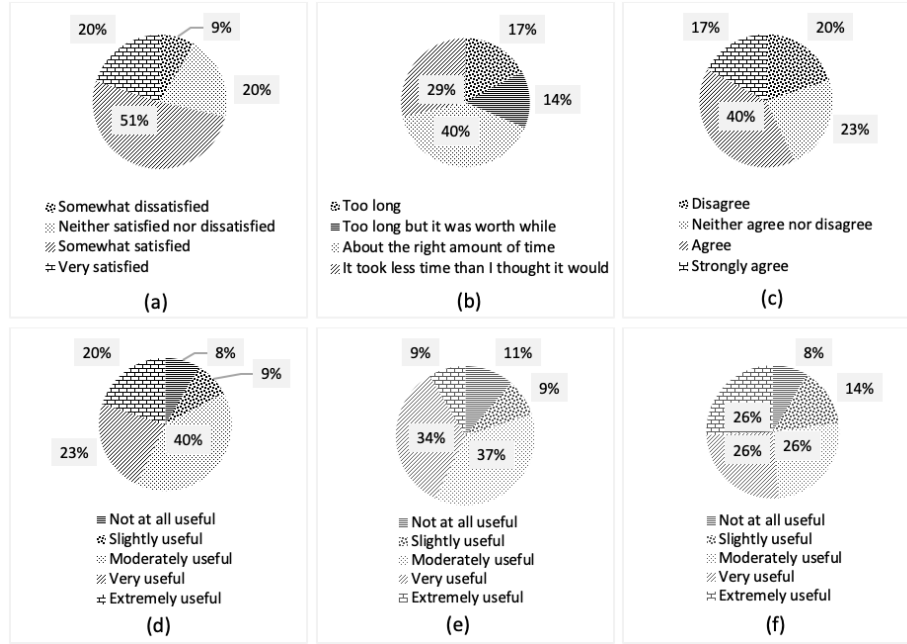 20%
9%
20%
51%
Somewhat dissatisfied
Neither satisfied nor dissatisfied
Somewhat satisfied
Very satisfied
(a)
17%
14%
29%
40%
Too long
Too long but it was worth while
About the right amount of time
It took less time than I thought it would
(b)
17%
20%
40%
23%
Disagree
Neither agree nor disagree
Agree
Strongly agree
(c)
20%
8%
9%
40%
23%
Not at all useful
Slightly useful
Moderately useful
Very useful
Extremely useful
(d)
9%
11%
9%
34%
37%
Not at all useful
Slightly useful
Moderately useful
Very useful
Extremely useful
(e)
8%
14%
26%
26%
26%
Not at all useful
Slightly useful
Moderately useful
Very useful
Extremely useful
(f)